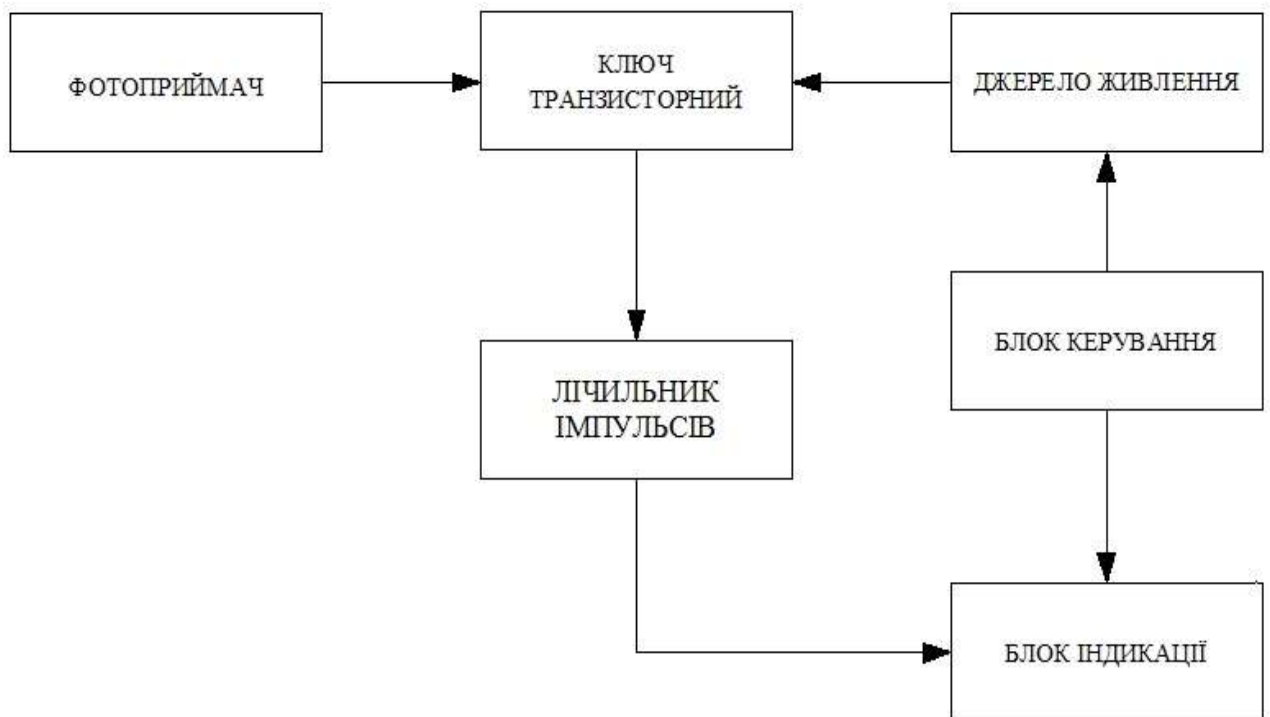 ФОТОПРИЙМАЧ
КЛЮЧ
ТРАНЗИСТОРНИЙ
ДЖЕРЕЛО ЖИВЛЕННЯ
ЛІЧИЛЬНИК
ІМПУЛЬСІВ
БЛОК КЕРУВАННЯ
БЛОК ІНДИКАЦІЇ